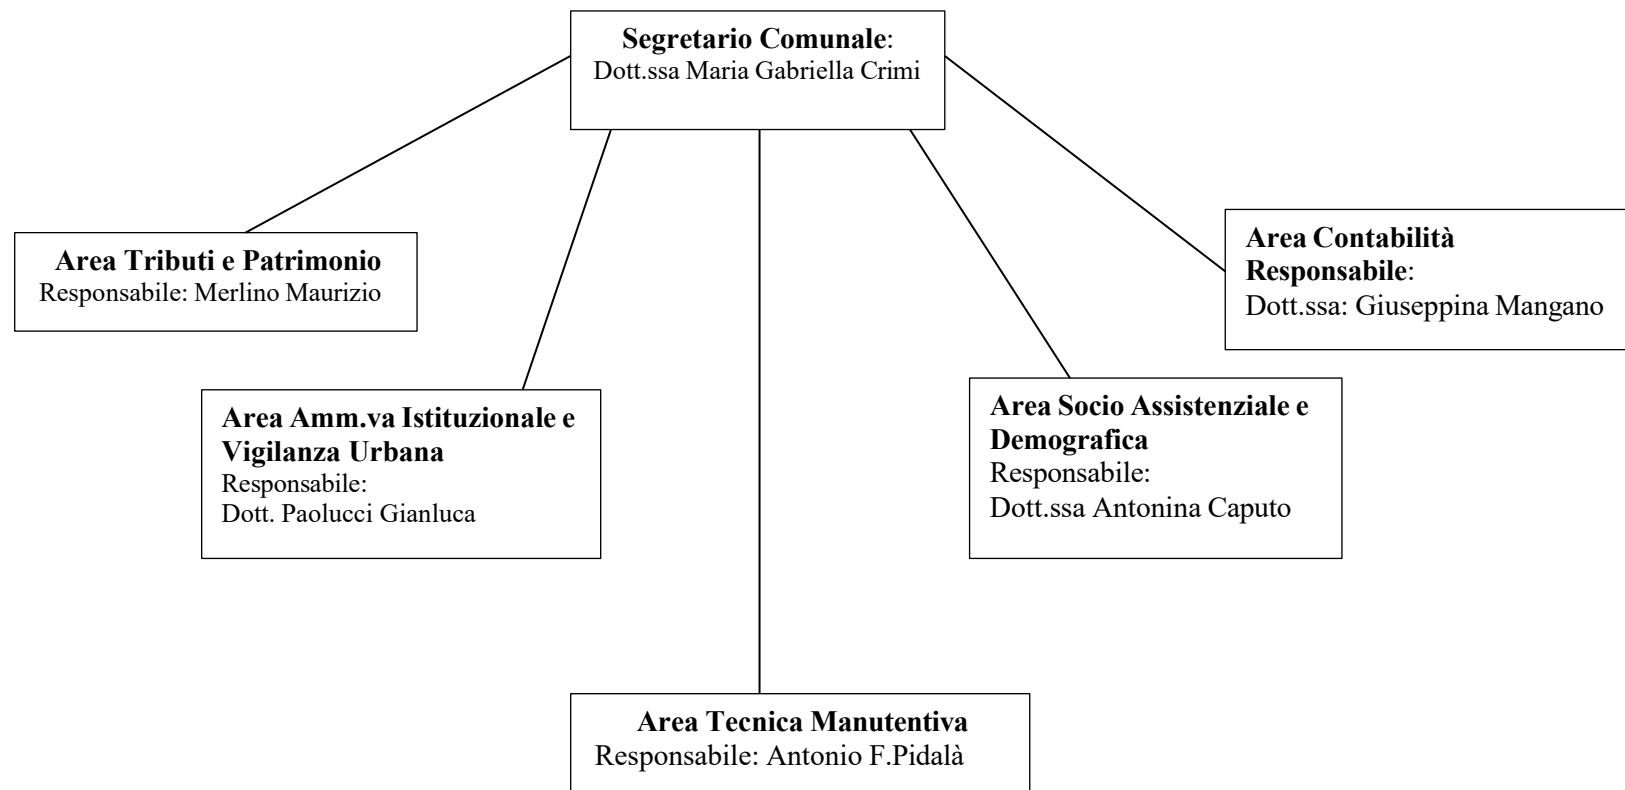 Segretario Comunale:
Dott.ssa Maria Gabriella Crimi
Area Tributi e Patrimonio
Responsabile: Merlino Maurizio
Area Contabilità
Responsabile:
Dott.ssa: Giuseppina Mangano
Area Amm.va Istituzionale e
Vigilanza Urbana
Responsabile:
Dott. Paolucci Gianluca
Area Socio Assistenziale e
Demografica
Responsabile:
Dott.ssa Antonina Caputo
Area Tecnica Manutentiva
Responsabile: Antonio F.Pidalà